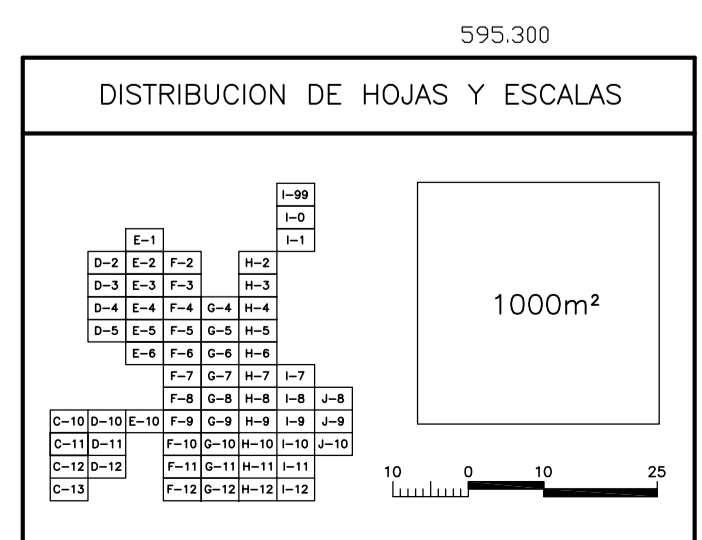 595.300
DISTRIBUCION DE HOJAS Y ESCALAS
I-99
I-0
E-1 I-1
D-2 E-2 F-2 H-2
D-3 E-3 F-3 H-3
D-4 E-4 F-4 G-4 H-4
D-5 E-5 F-5 G-5 H-5
E-6 F-6 G-6 H-6
F-7 G-7 H-7 I-7
F-8 G-8 H-8 I-8 J-8
C-10 D-10 E-10 F-9 G-9 H-9 I-9 J-9
C-11 D-11 F-10 G-10 H-10 I-10 J-10
C-12 D-12 F-11 G-11 H-11 I-11
C-13 F-12 G-12 H-12 I-12
1000m²
10 0 10 25